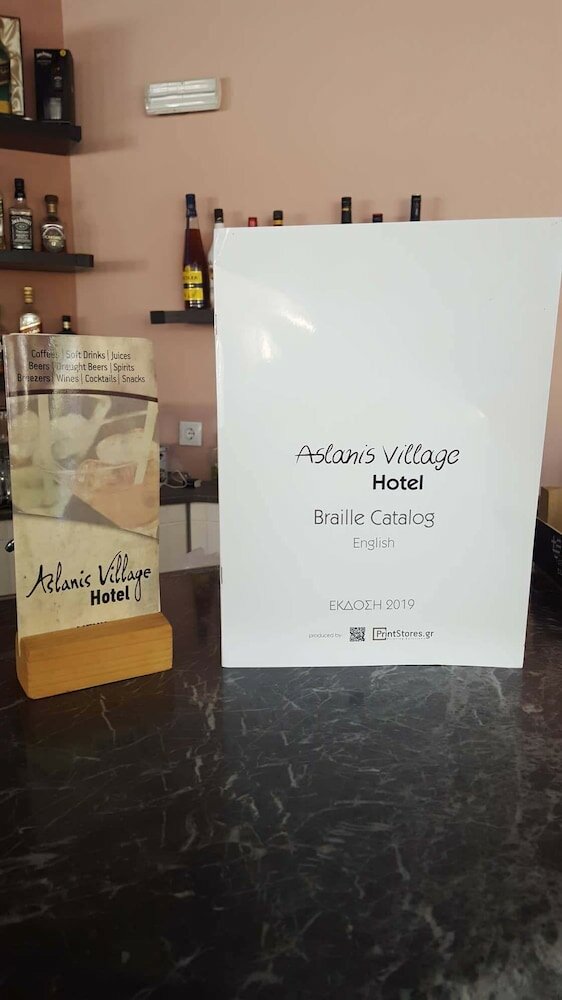 Coffees | Soft Drinks | Juices
Beers | Draught Beers | Spirits
Breezers | Wines | Cocktails | Snacks
Aslanis Village
Hotel
Aslanis Village
Hotel
Braille Catalog
English
ΕΚΔΟΣΗ 2019
produced by PrintStores.gr